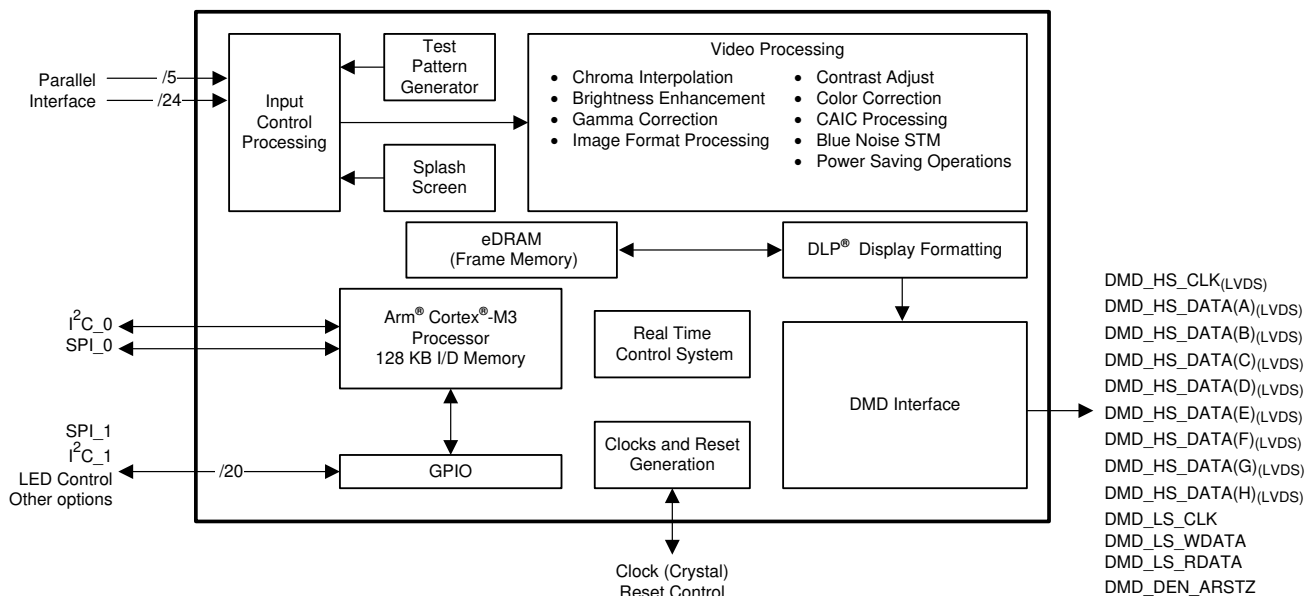 Parallel
Interface
/5
/24
Input
Control
Processing
Test
Pattern
Generator
Splash
Screen
Video Processing
• Chroma Interpolation
• Brightness Enhancement
• Gamma Correction
• Image Format Processing
• Contrast Adjust
• Color Correction
• CAIC Processing
• Blue Noise STM
• Power Saving Operations
eDRAM
(Frame Memory)
DLP® Display Formatting
I²C_0
SPI_0
Arm® Cortex®-M3
Processor
128 KB I/D Memory
Real Time
Control System
DMD Interface
SPI_1
I²C_1
LED Control
Other options
/20
GPIO
Clocks and Reset
Generation
Clock (Crystal)
Reset Control
DMD_HS_CLK(LVDS)
DMD_HS_DATA(A)(LVDS)
DMD_HS_DATA(B)(LVDS)
DMD_HS_DATA(C)(LVDS)
DMD_HS_DATA(D)(LVDS)
DMD_HS_DATA(E)(LVDS)
DMD_HS_DATA(F)(LVDS)
DMD_HS_DATA(G)(LVDS)
DMD_HS_DATA(H)(LVDS)
DMD_LS_CLK
DMD_LS_WDATA
DMD_LS_RDATA
DMD_DEN_ARSTZ